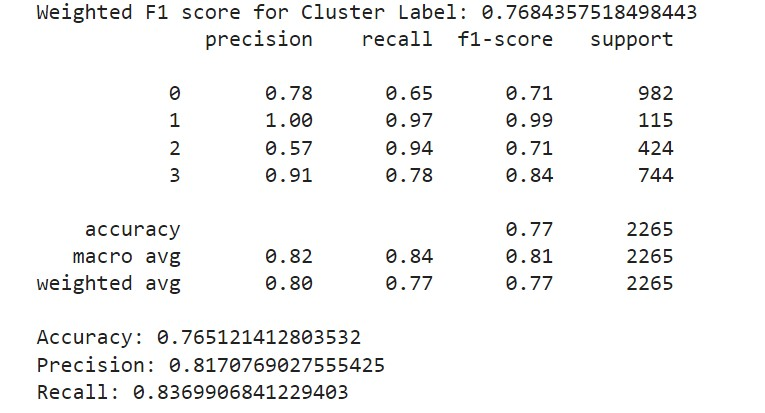 Weighted F1 score for Cluster Label: 0.7684357518498443
precision recall f1-score support
0 0.78 0.65 0.71 982
1 1.00 0.97 0.99 115
2 0.57 0.94 0.71 424
3 0.91 0.78 0.84 744
accuracy 0.77 2265
macro avg 0.82 0.84 0.81 2265
weighted avg 0.80 0.77 0.77 2265
Accuracy: 0.765121412803532
Precision: 0.8170769027555425
Recall: 0.8369906841229403